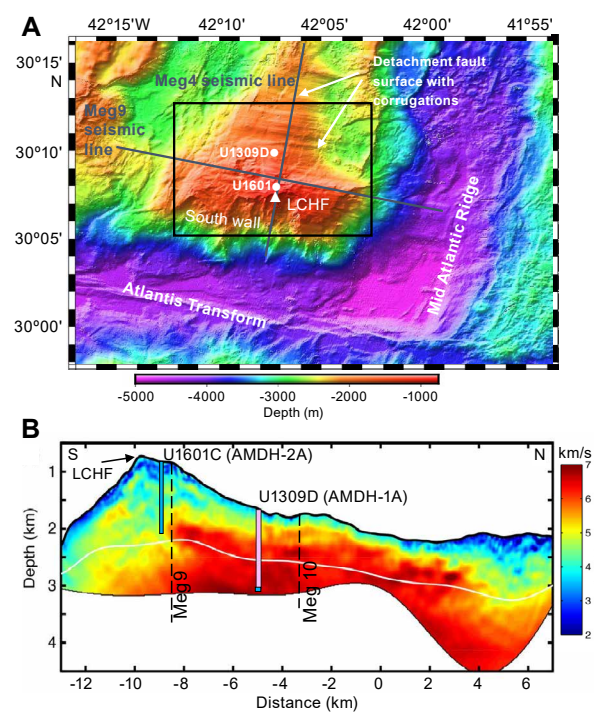 A
42°15'W 42°10' 42°05' 42°00' 41°55'
30°15'
N
30°10'
30°05'
30°00'
Meg4 seismic line
Detachment fault
surface with
corrugations
Meg9
seismic
line
U1309D
U1601
LCHF
South wall
Atlantis Transform
Mid Atlantic Ridge
-5000 -4000 -3000 -2000 -1000
Depth (m)
B
S N
LCHF
U1601C (AMDH-2A)
U1309D (AMDH-1A)
Meg9
Meg 10
km/s
7
6
5
4
3
2
1
2
3
4
Depth (km)
-12 -10 -8 -6 -4 -2 0 2 4 6
Distance (km)